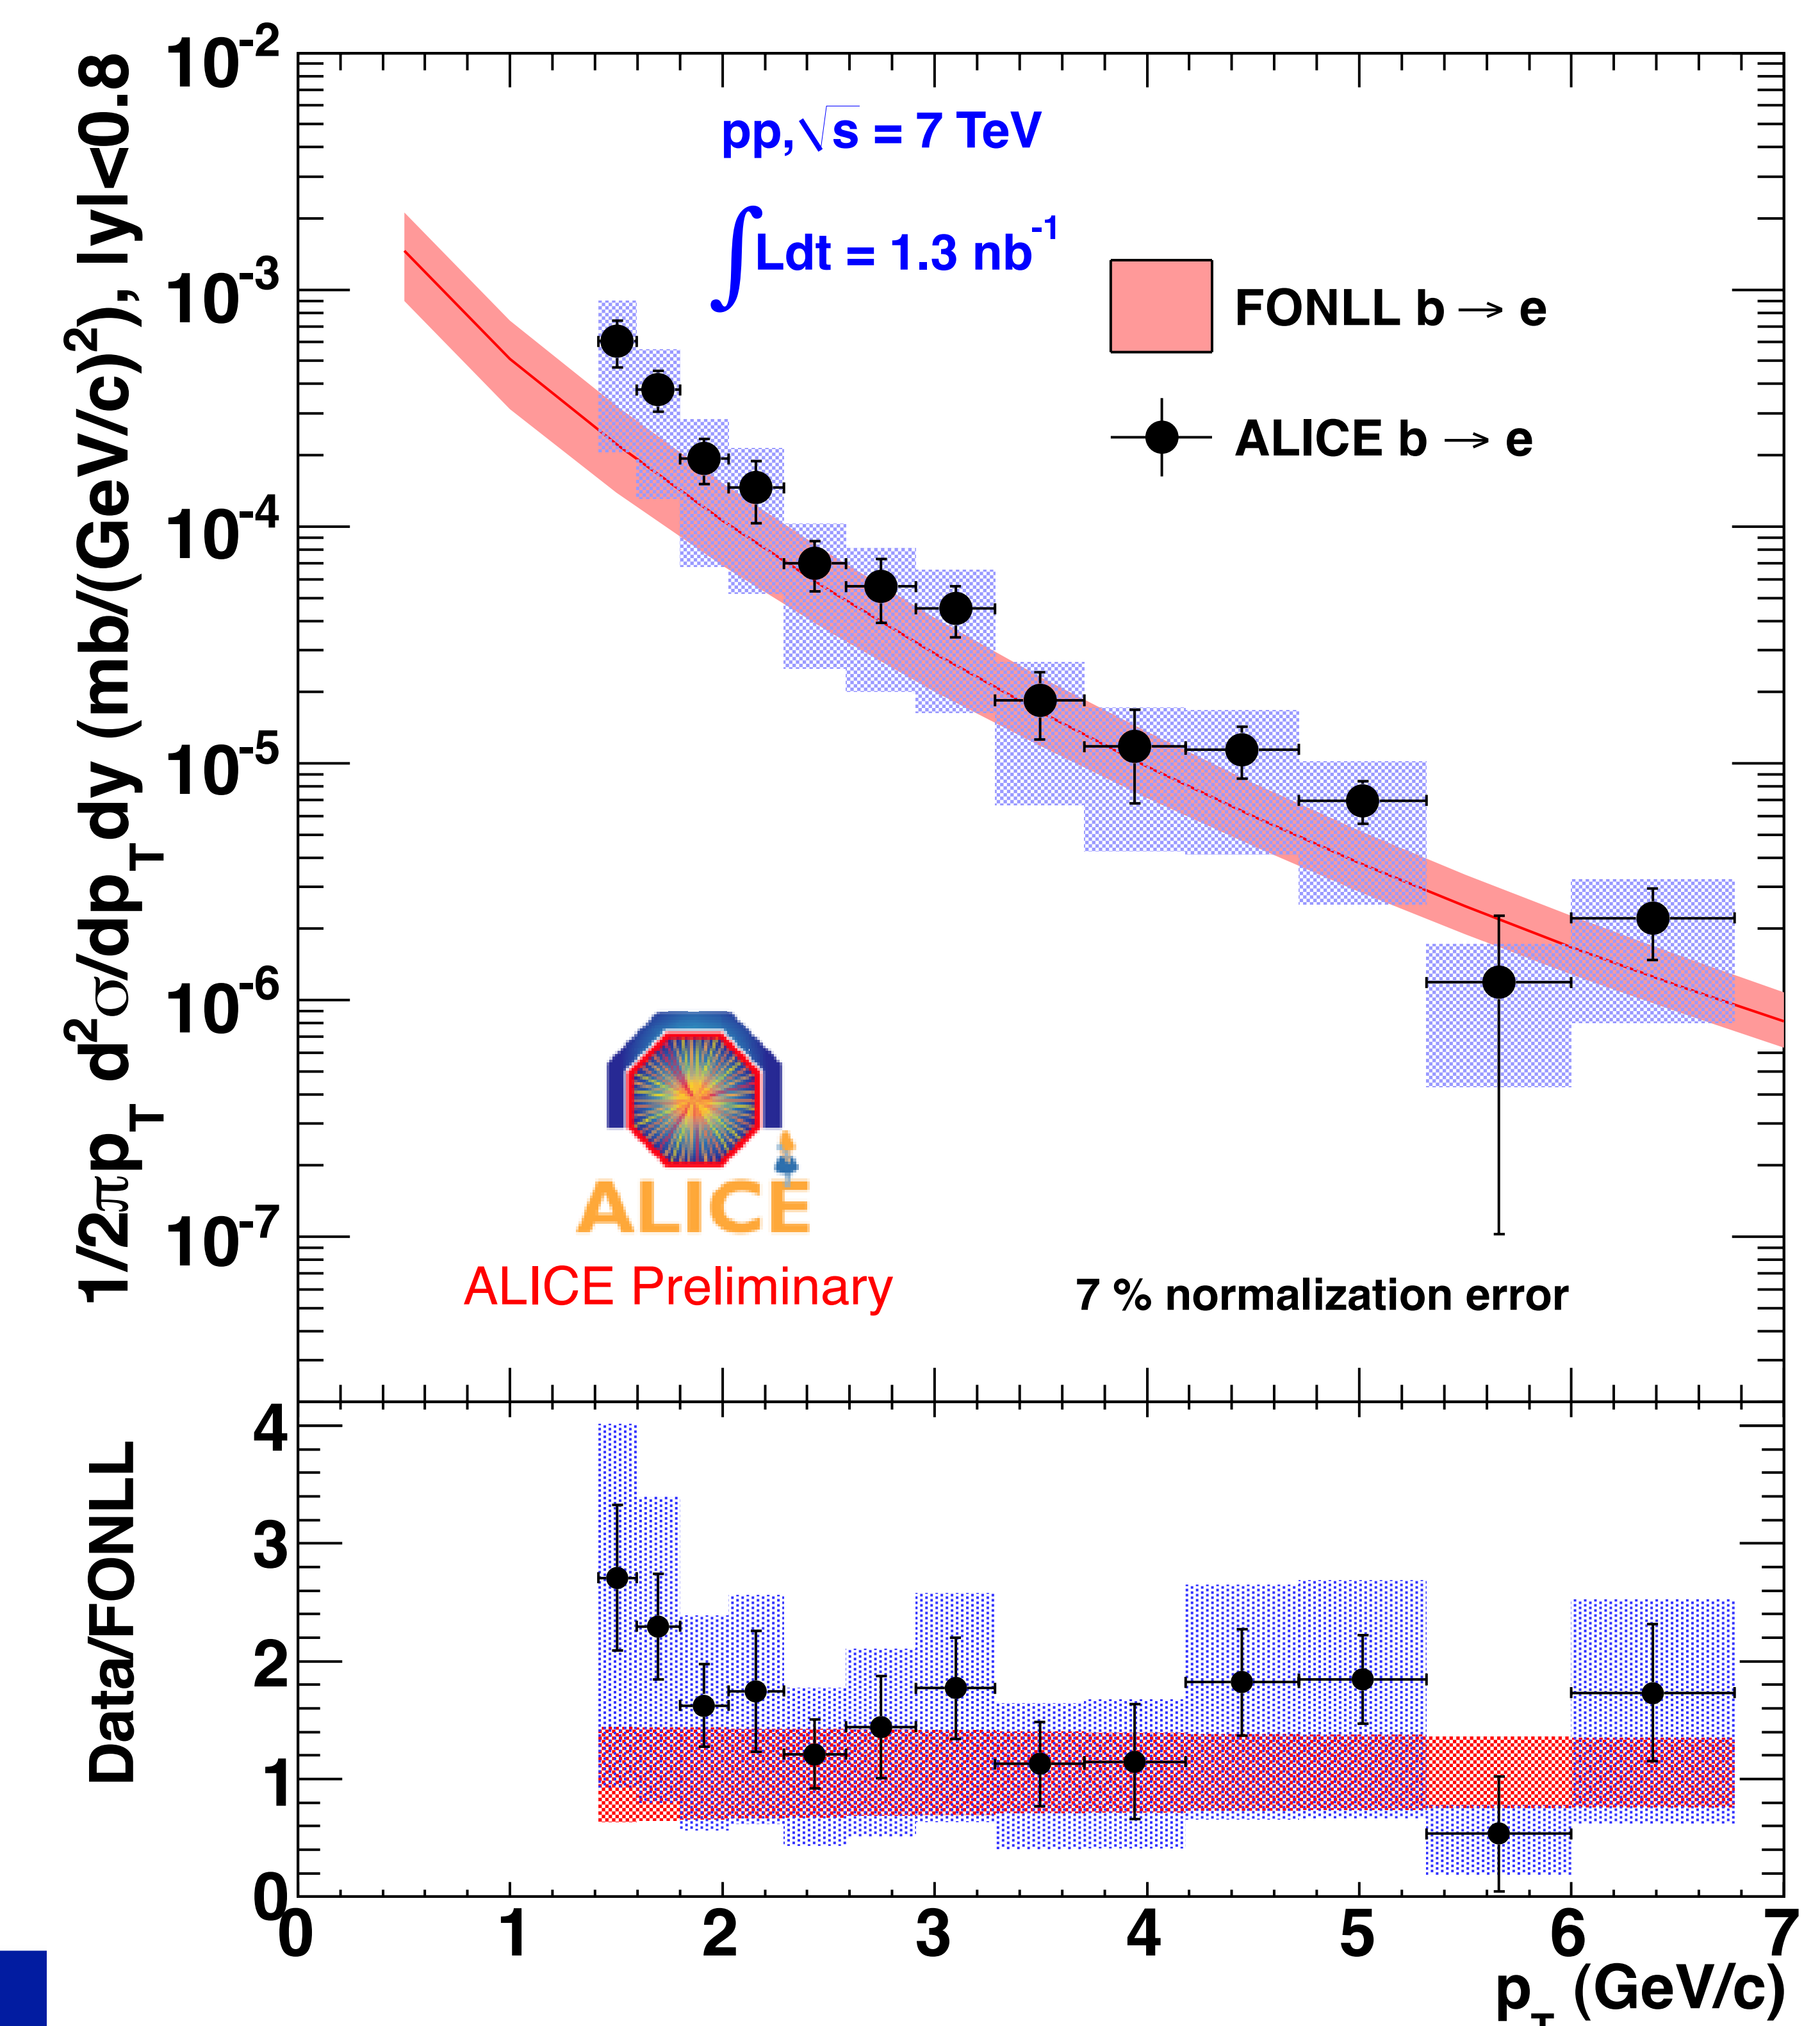 1/2πp_T d²σ/dp_Tdy (mb/(GeV/c)²), |y|<0.8
10⁻²
10⁻³
10⁻⁴
10⁻⁵
10⁻⁶
10⁻⁷
pp, √s = 7 TeV
∫Ldt = 1.3 nb⁻¹
FONLL b → e
ALICE b → e
ALICE
ALICE Preliminary
7 % normalization error
Data/FONLL
4
3
2
1
0
0 1 2 3 4 5 6 7
p_T (GeV/c)